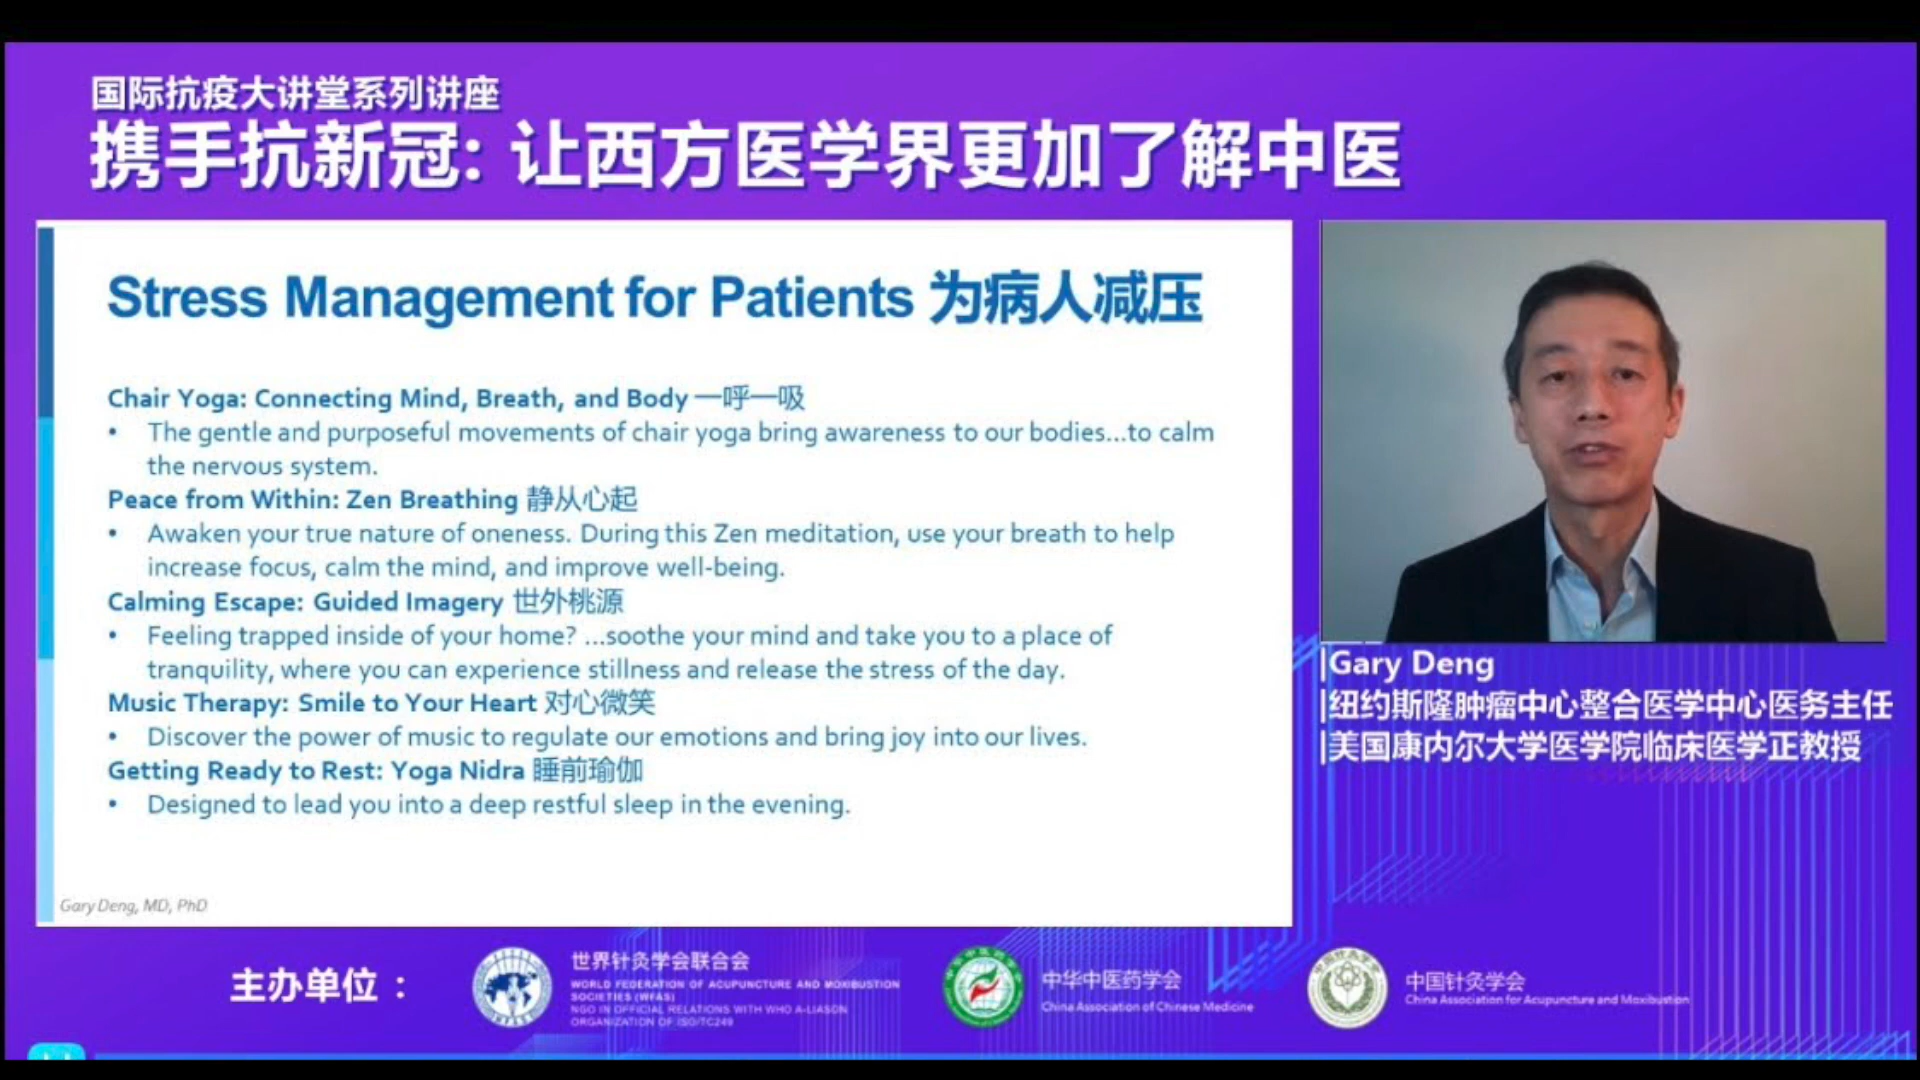 国际抗疫大讲堂系列讲座
携手抗新冠: 让西方医学界更加了解中医
Stress Management for Patients 为病人减压
Chair Yoga: Connecting Mind, Breath, and Body 一呼一吸
• The gentle and purposeful movements of chair yoga bring awareness to our bodies...to calm
the nervous system.
Peace from Within: Zen Breathing 静从心起
• Awaken your true nature of oneness. During this Zen meditation, use your breath to help
increase focus, calm the mind, and improve well-being.
Calming Escape: Guided Imagery 世外桃源
• Feeling trapped inside of your home? ...soothe your mind and take you to a place of
tranquility, where you can experience stillness and release the stress of the day.
Music Therapy: Smile to Your Heart 对心微笑
• Discover the power of music to regulate our emotions and bring joy into our lives.
Getting Ready to Rest: Yoga Nidra 睡前瑜伽
• Designed to lead you into a deep restful sleep in the evening.
Gary Deng, MD, PhD
|Gary Deng
|纽约斯隆肿瘤中心整合医学中心医务主任
|美国康内尔大学医学院临床医学正教授
主办单位：
世界针灸学会联合会
WORLD FEDERATION OF ACUPUNCTURE AND MOXIBUSTION
SOCIETIES (WFAS)
NGO IN OFFICIAL RELATIONS WITH WHO A-LIASON
ORGANIZATION OF ISO/TC249
中华中医药学会
China Association of Chinese Medicine
中国针灸学会
China Association for Acupuncture and Moxibustion